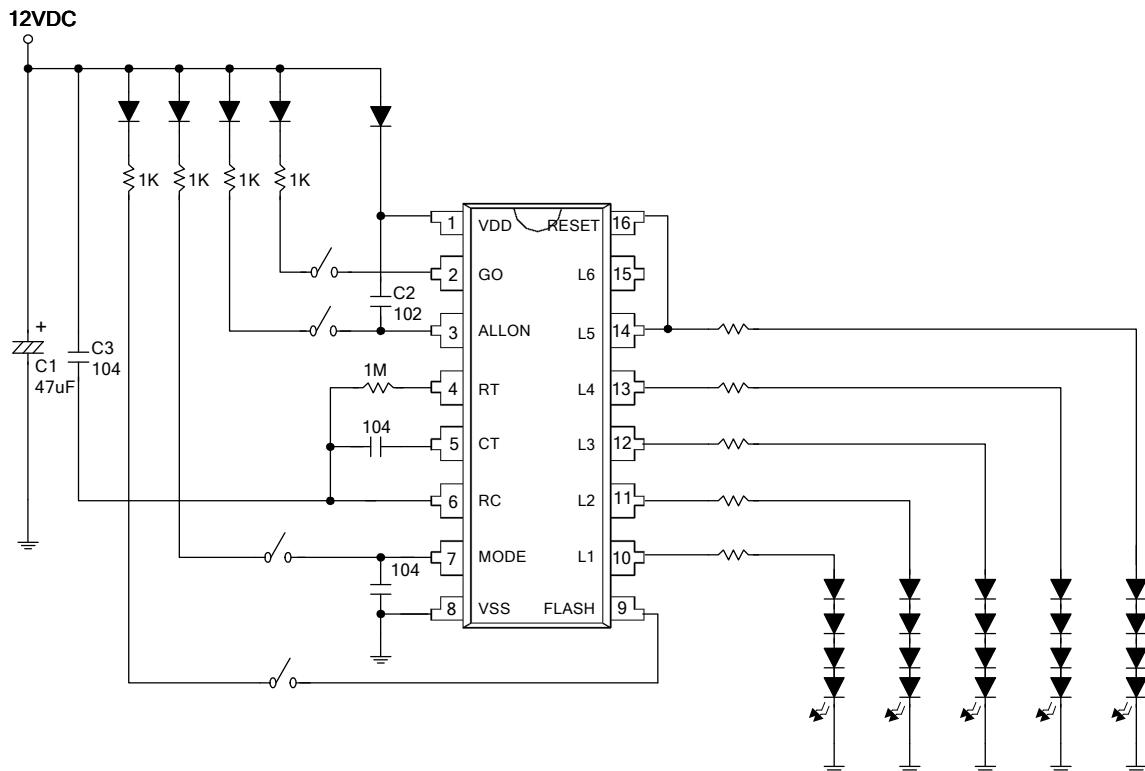 12VDC
1K
1K
1K
1K
1 VDD RESET 16
2 GO L6 15
C2
102
3 ALLON L5 14
+
C1
47uF
C3
104
1M
4 RT L4 13
104
5 CT L3 12
6 RC L2 11
7 MODE L1 10
104
8 VSS FLASH 9